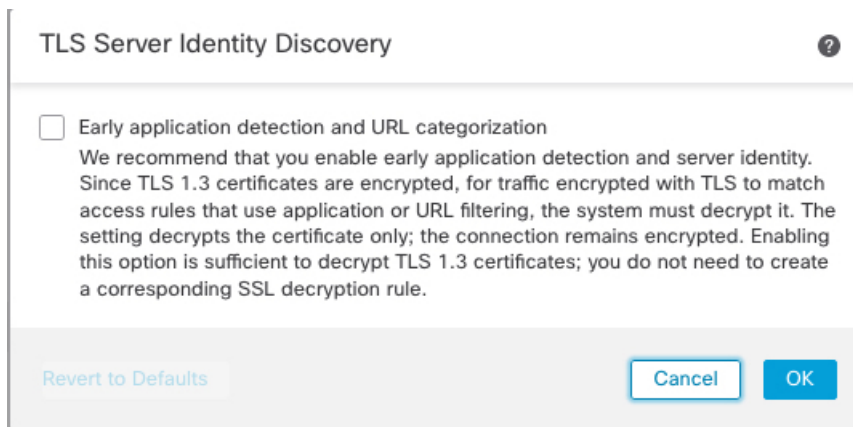 TLS Server Identity Discovery
?
Early application detection and URL categorization
We recommend that you enable early application detection and server identity.
Since TLS 1.3 certificates are encrypted, for traffic encrypted with TLS to match
access rules that use application or URL filtering, the system must decrypt it. The
setting decrypts the certificate only; the connection remains encrypted. Enabling
this option is sufficient to decrypt TLS 1.3 certificates; you do not need to create
a corresponding SSL decryption rule.
Revert to Defaults
Cancel
OK